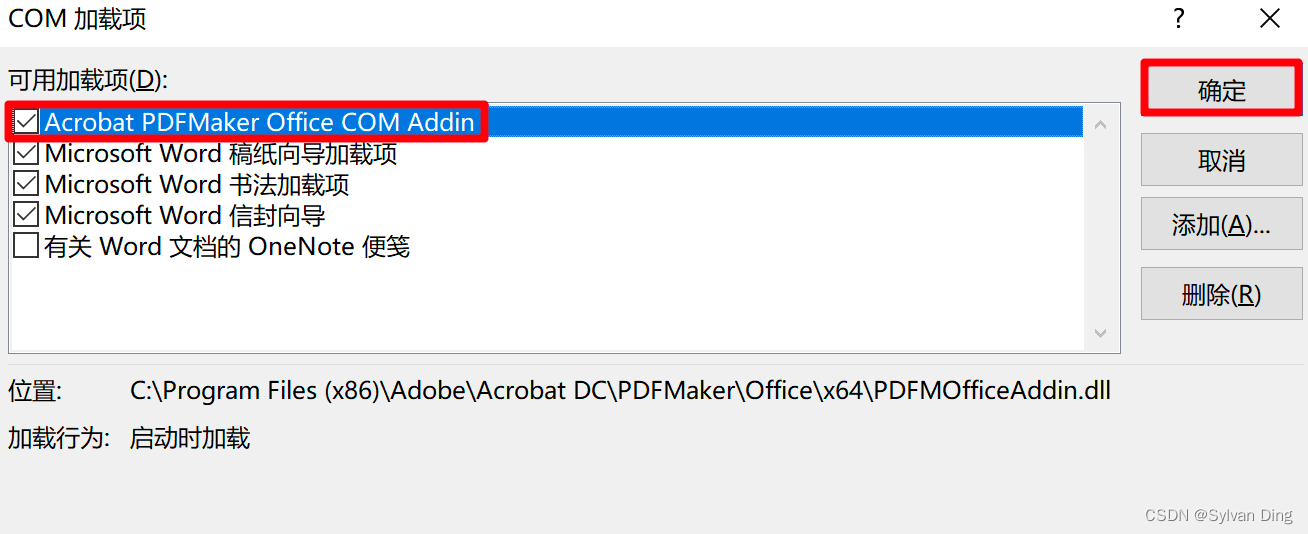 COM 加载项
?
可用加载项(D):
确定
Acrobat PDFMaker Office COM Addin
Microsoft Word 稿纸向导加载项
取消
Microsoft Word 书法加载项
Microsoft Word 信封向导
添加(A)...
有关 Word 文档的 OneNote 便笺
删除(R)
位置: C:\Program Files (x86)\Adobe\Acrobat DC\PDFMaker\Office\x64\PDFMOfficeAddin.dll
加载行为: 启动时加载
CSDN @Sylvan Ding